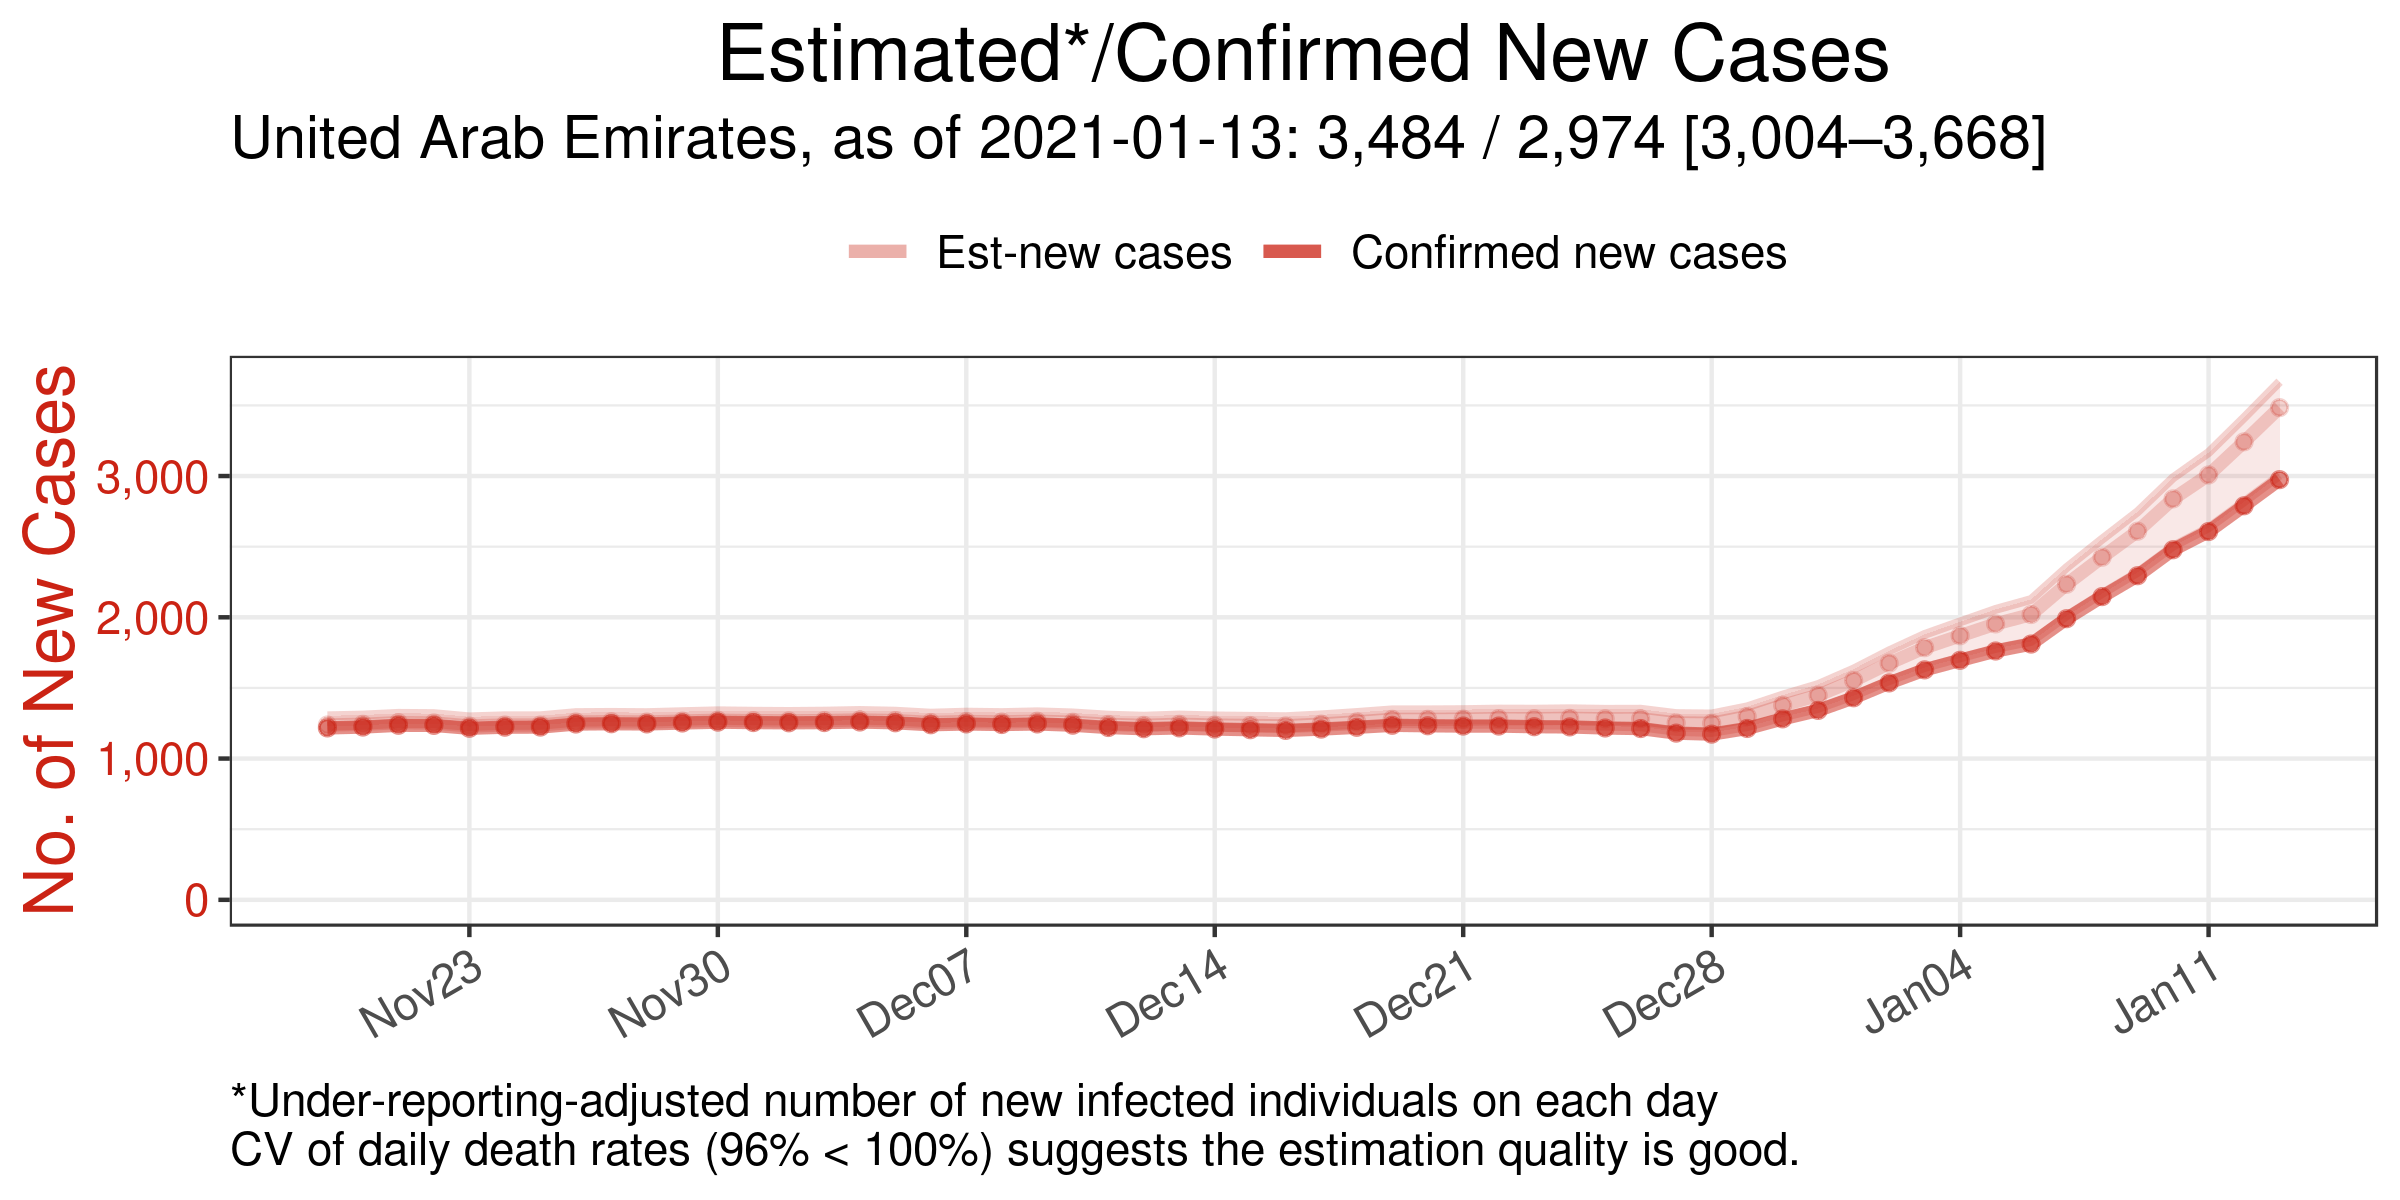 Estimated*/Confirmed New Cases
United Arab Emirates, as of 2021-01-13: 3,484 / 2,974 [3,004–3,668]
Est-new cases
Confirmed new cases
No. of New Cases
3,000
2,000
1,000
0
Nov23
Nov30
Dec07
Dec14
Dec21
Dec28
Jan04
Jan11
*Under-reporting-adjusted number of new infected individuals on each day
CV of daily death rates (96% < 100%) suggests the estimation quality is good.